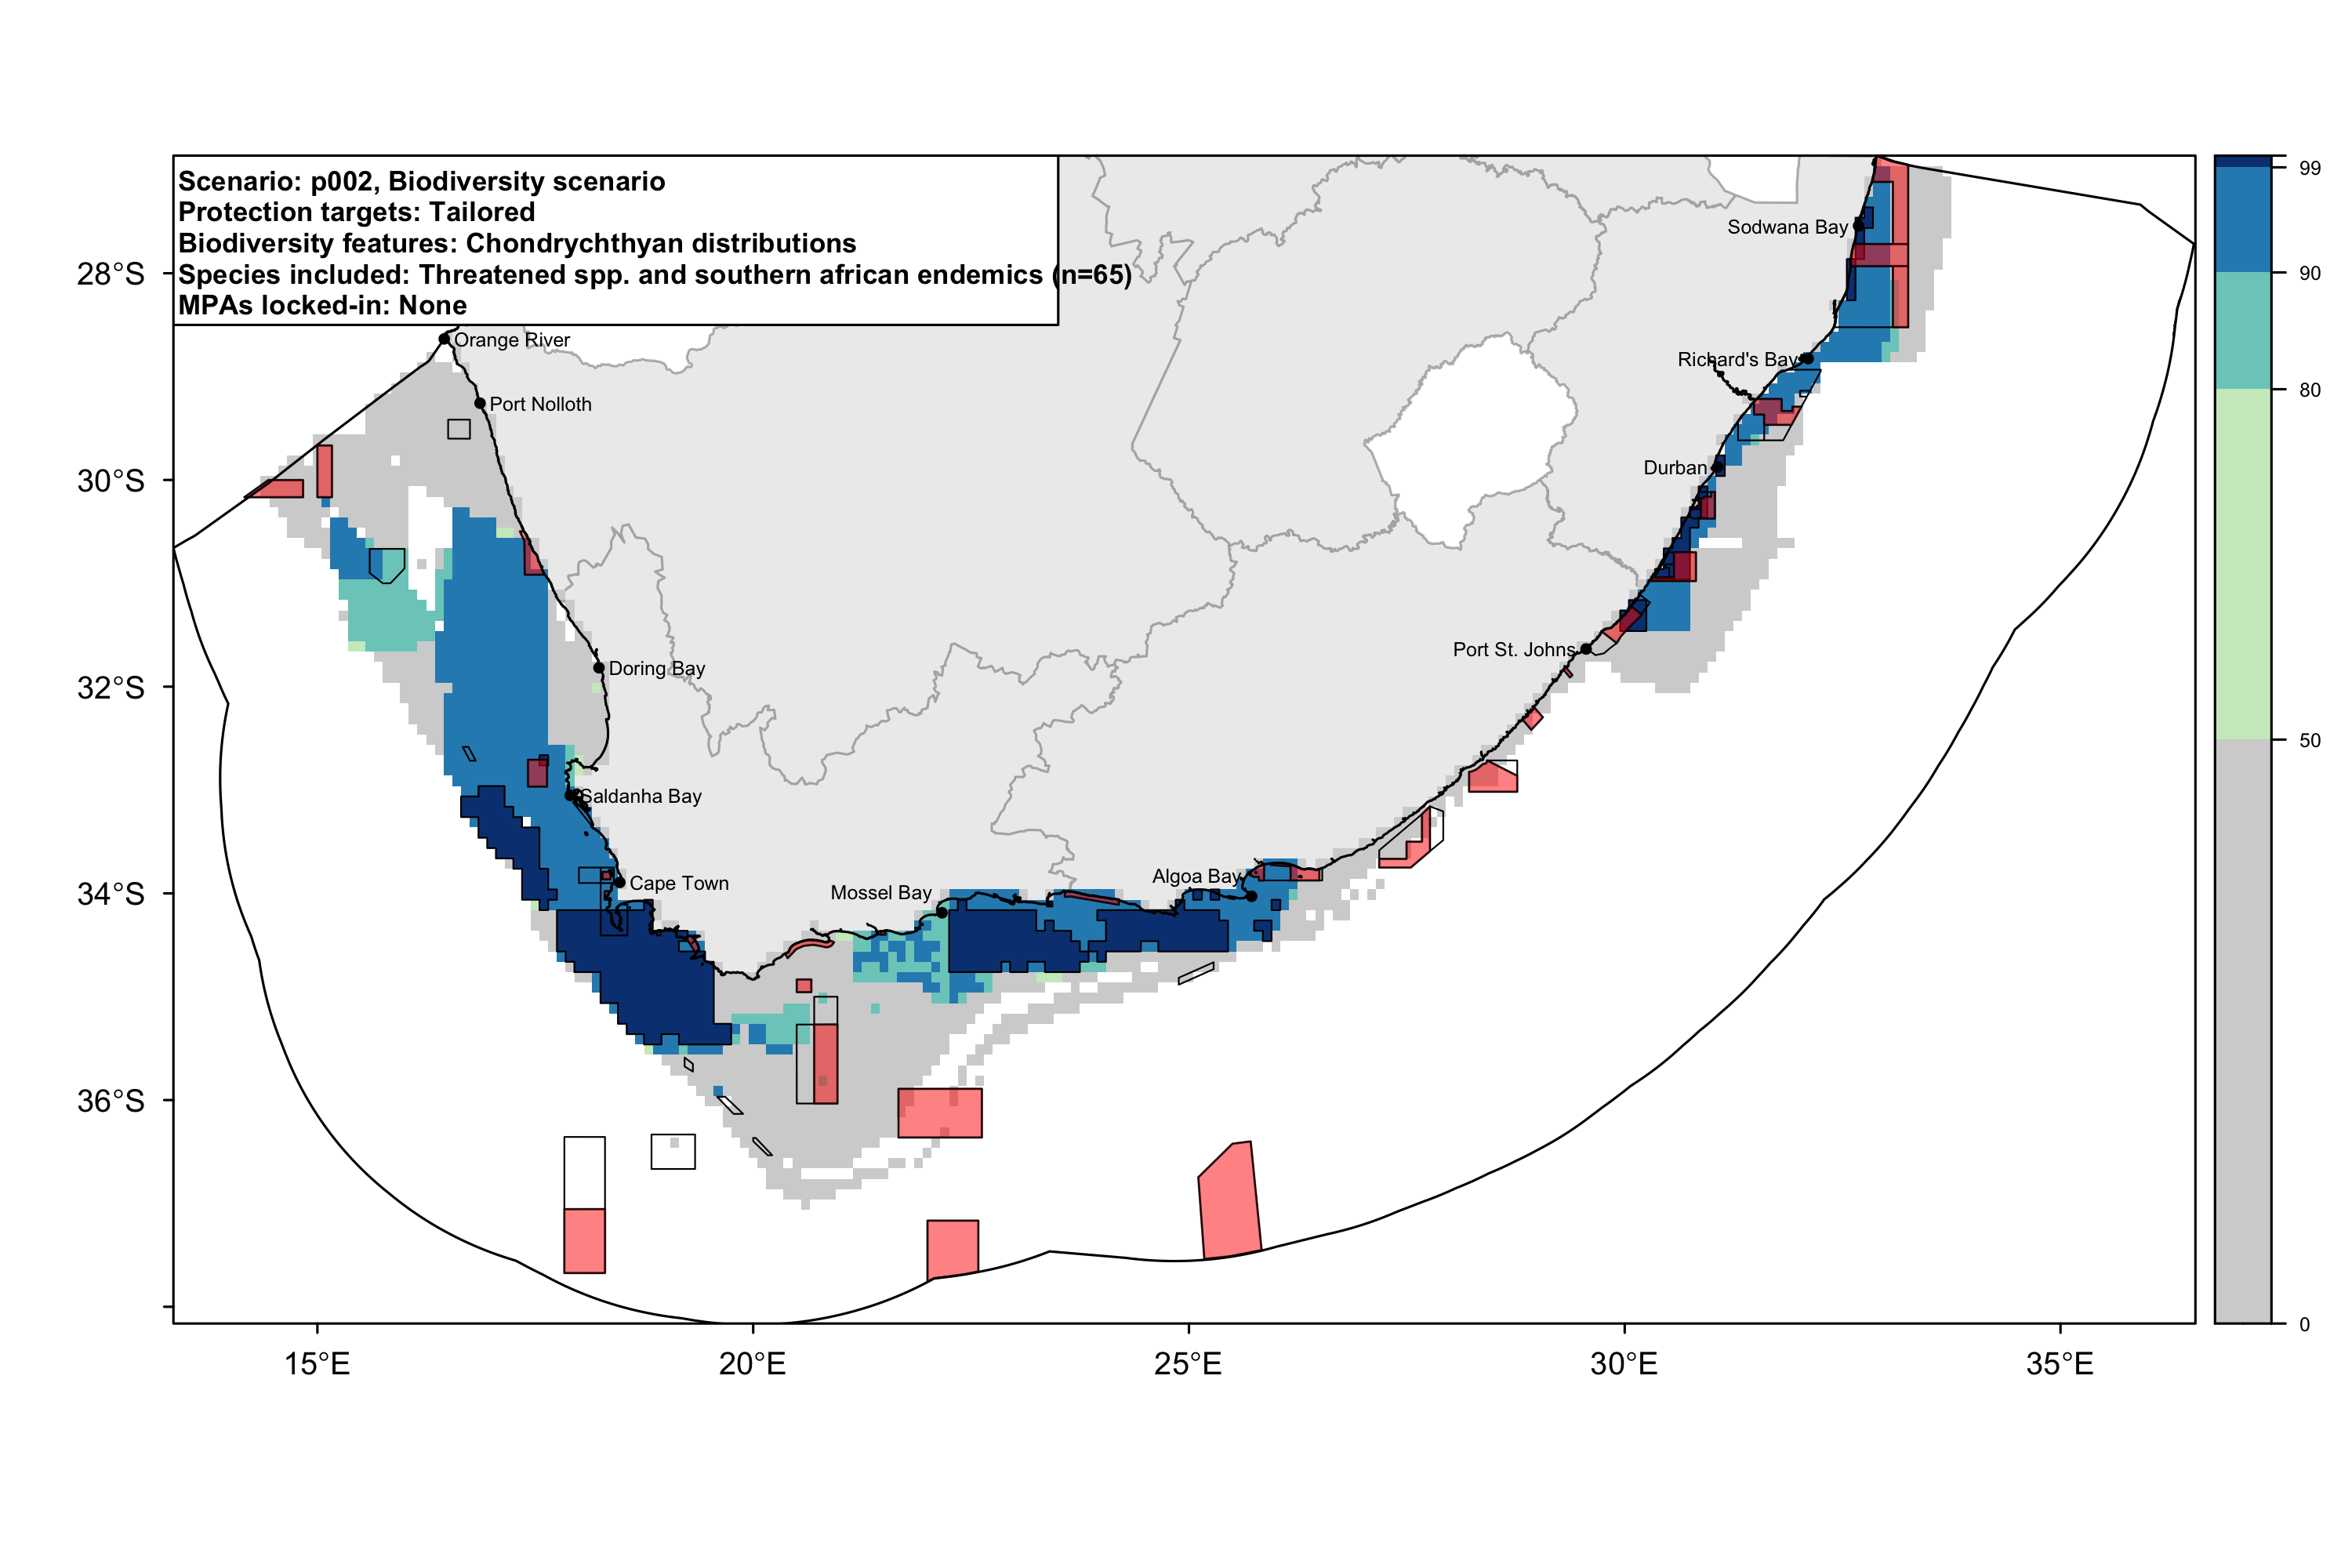 Scenario: p002, Biodiversity scenario
Protection targets: Tailored
Biodiversity features: Chondrychthyan distributions
Species included: Threatened spp. and southern african endemics (n=65)
MPAs locked-in: None
99
90
80
50
0
28°S
30°S
32°S
34°S
36°S
Sodwana Bay
Orange River
Richard's Bay
Port Nolloth
Durban
Port St. Johns
Doring Bay
Saldanha Bay
Algoa Bay
Cape Town
Mossel Bay
15°E
20°E
25°E
30°E
35°E